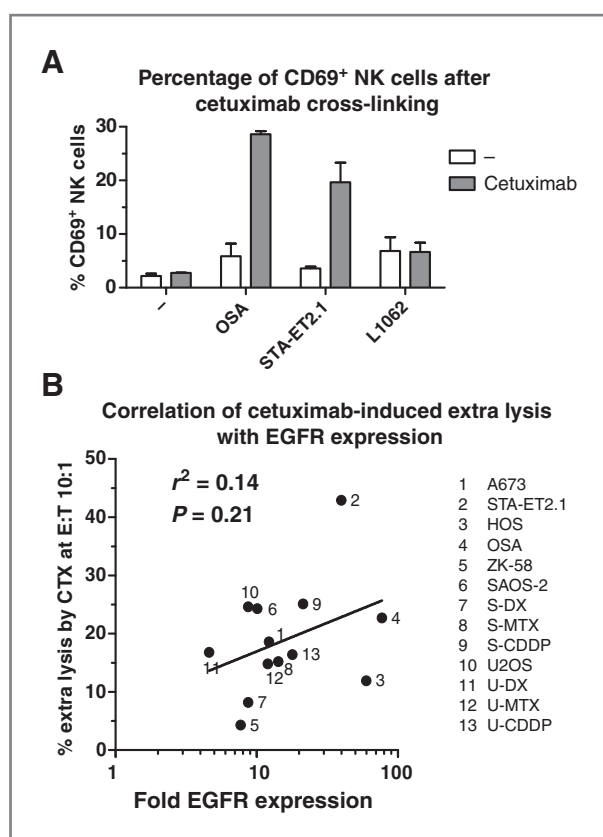 A
Percentage of CD69⁺ NK cells after
cetuximab cross-linking
% CD69⁺ NK cells
30
20
10
0
–
OSA
STA-ET2.1
L1062
–
Cetuximab
B
Correlation of cetuximab-induced extra lysis
with EGFR expression
% extra lysis by CTX at E:T 10:1
50
40
30
20
10
0
r² = 0.14
P = 0.21
2
10
6
9
4
1
13
11
12
8
3
7
5
1
10
100
Fold EGFR expression
1 A673
2 STA-ET2.1
3 HOS
4 OSA
5 ZK-58
6 SAOS-2
7 S-DX
8 S-MTX
9 S-CDDP
10 U2OS
11 U-DX
12 U-MTX
13 U-CDDP